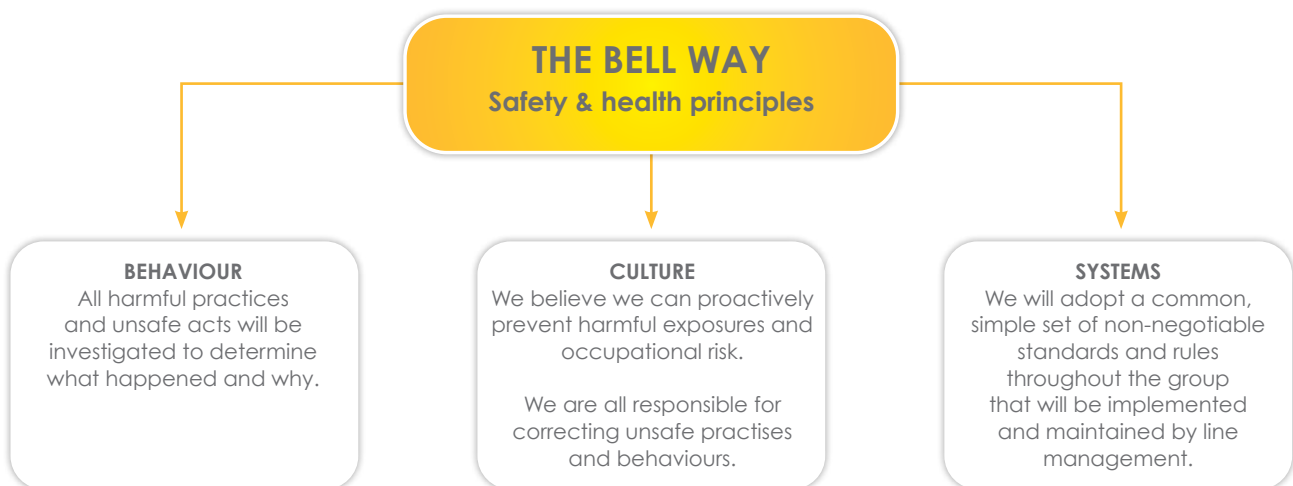 THE BELL WAY
Safety & health principles
BEHAVIOUR
All harmful practices
and unsafe acts will be
investigated to determine
what happened and why.
CULTURE
We believe we can proactively
prevent harmful exposures and
occupational risk.
We are all responsible for
correcting unsafe practises
and behaviours.
SYSTEMS
We will adopt a common,
simple set of non-negotiable
standards and rules
throughout the group
that will be implemented
and maintained by line
management.